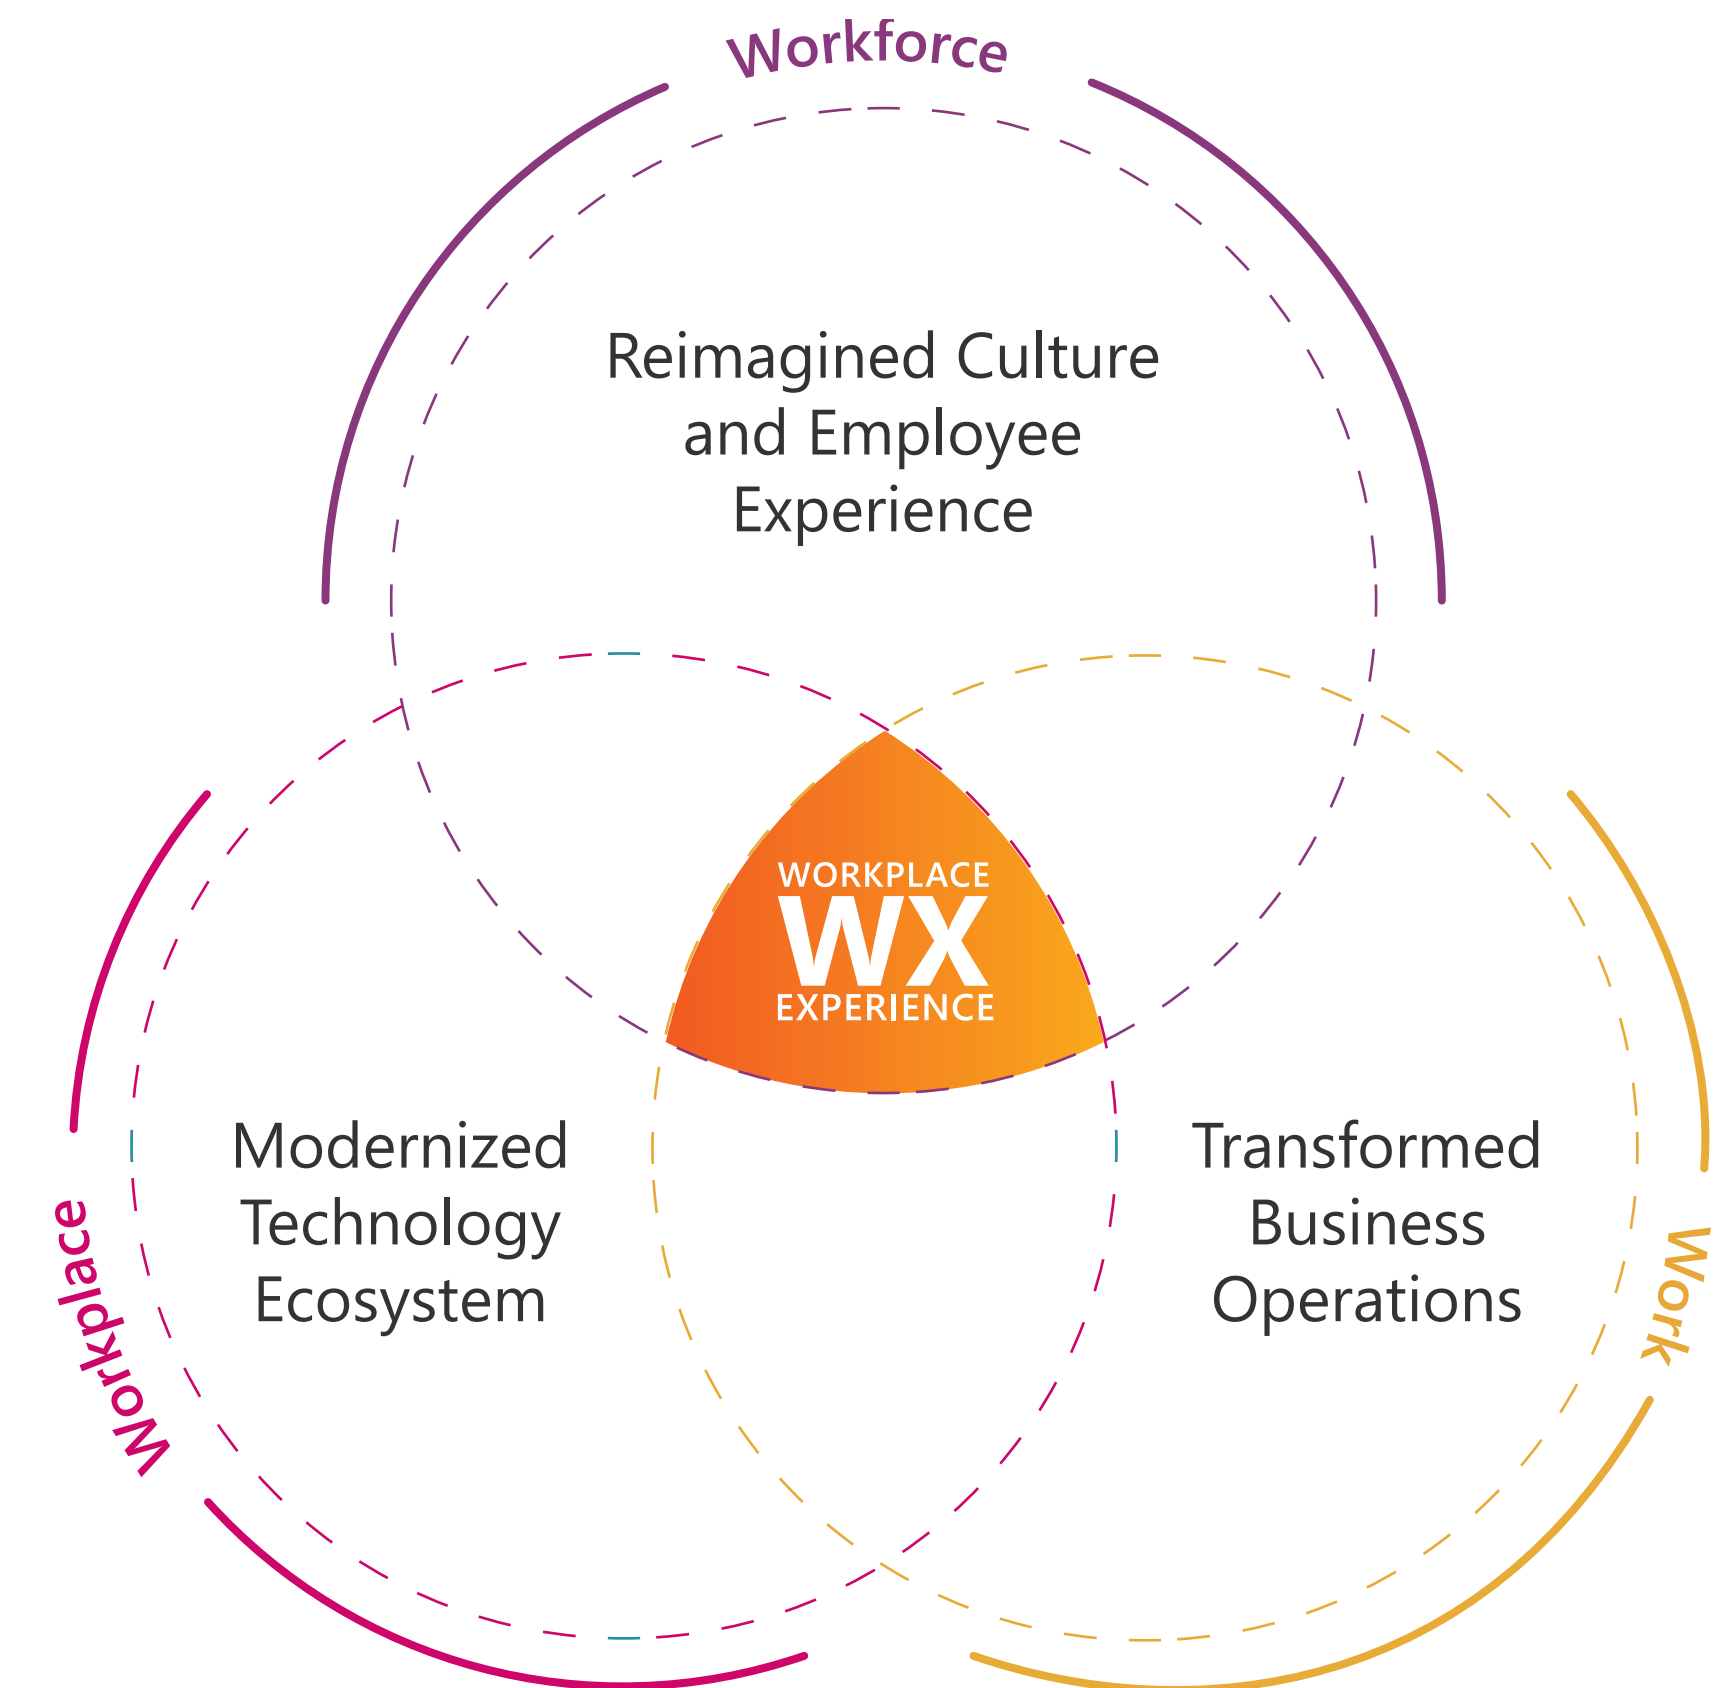 Workforce
Reimagined Culture
and Employee
Experience
WORKPLACE
WX
EXPERIENCE
Modernized
Technology
Ecosystem
Workplace
Transformed
Business
Operations
Work